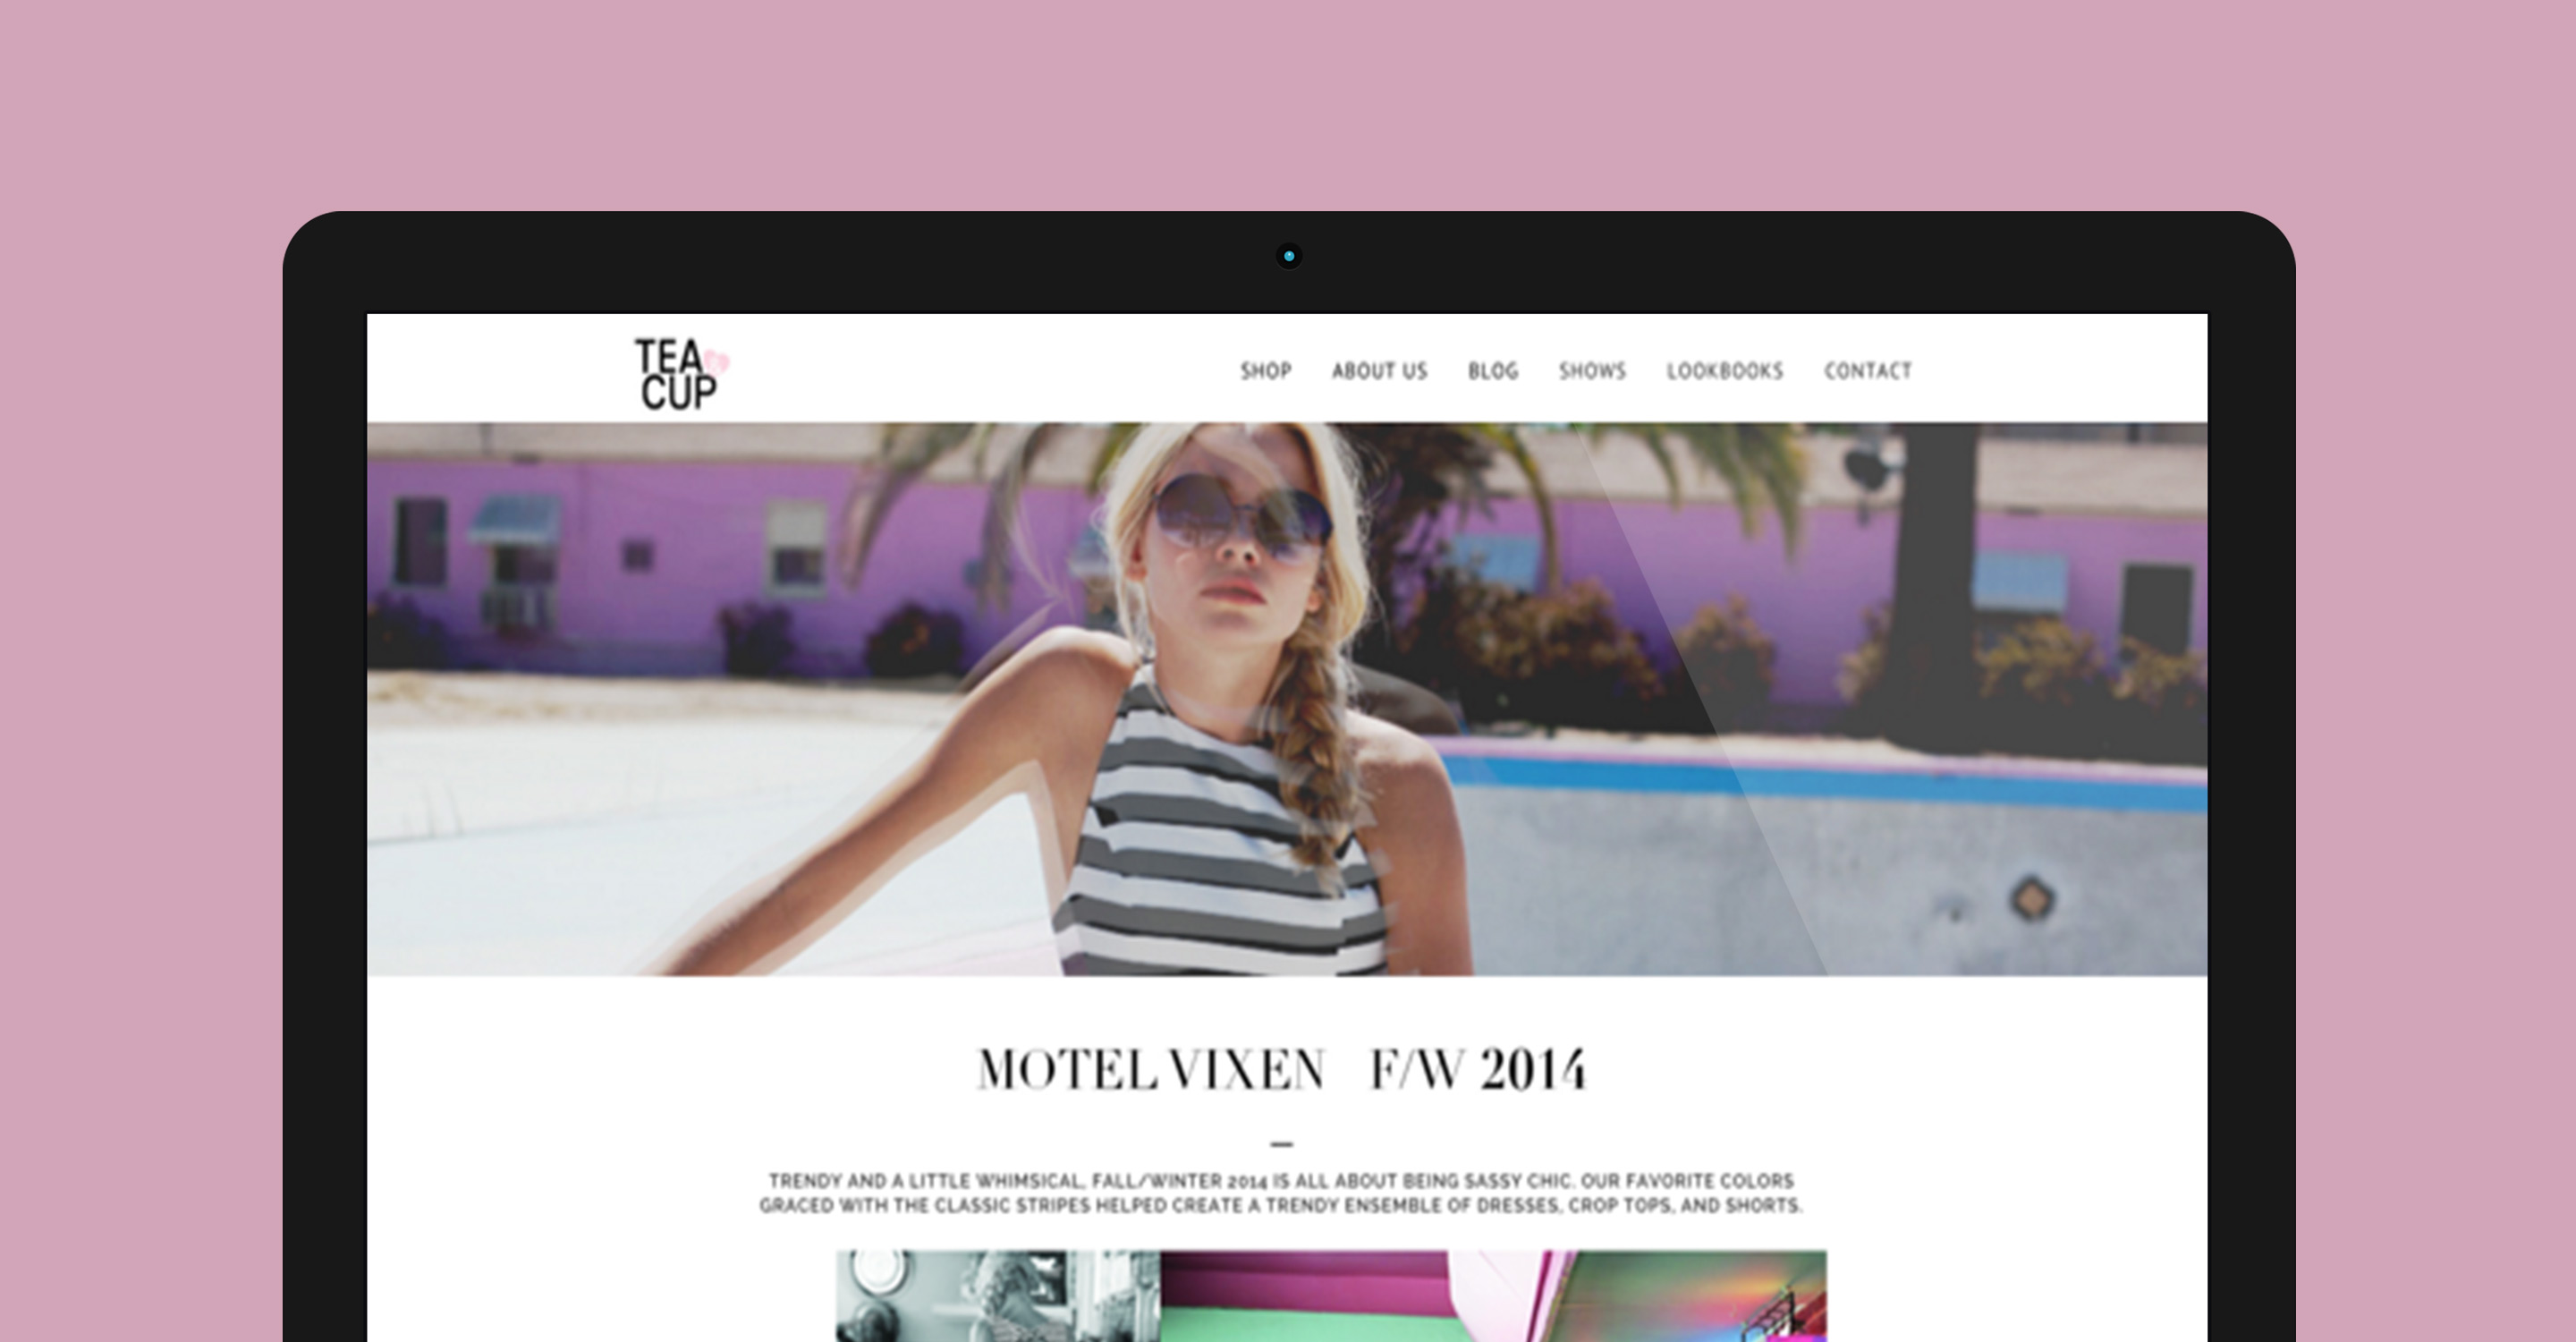 TEA
CUP
SHOP ABOUT US BLOG SHOWS LOOKBOOKS CONTACT
MOTEL VIXEN F/W 2014
TRENDY AND A LITTLE WHIMSICAL, FALL/WINTER 2014 IS ALL ABOUT BEING SASSY CHIC. OUR FAVORITE COLORS
GRACED WITH THE CLASSIC STRIPES HELPED CREATE A TRENDY ENSEMBLE OF DRESSES, CROP TOPS, AND SHORTS.